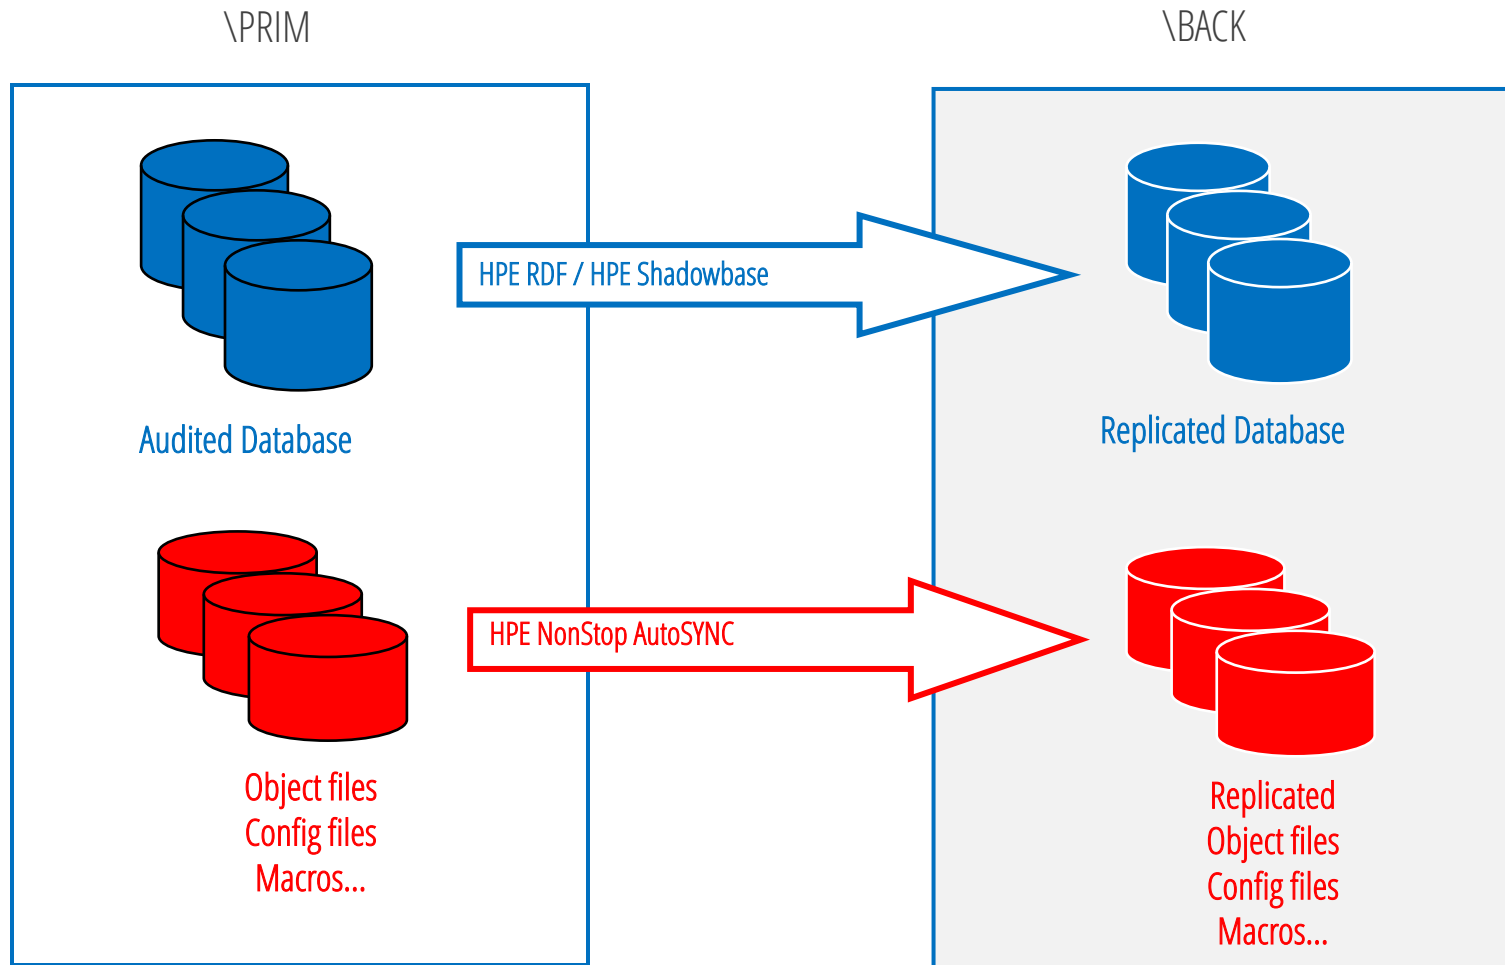 \PRIM
\BACK
HPE RDF / HPE Shadowbase
Audited Database
Replicated Database
HPE NonStop AutoSYNC
Object files
Config files
Macros...
Replicated
Object files
Config files
Macros...